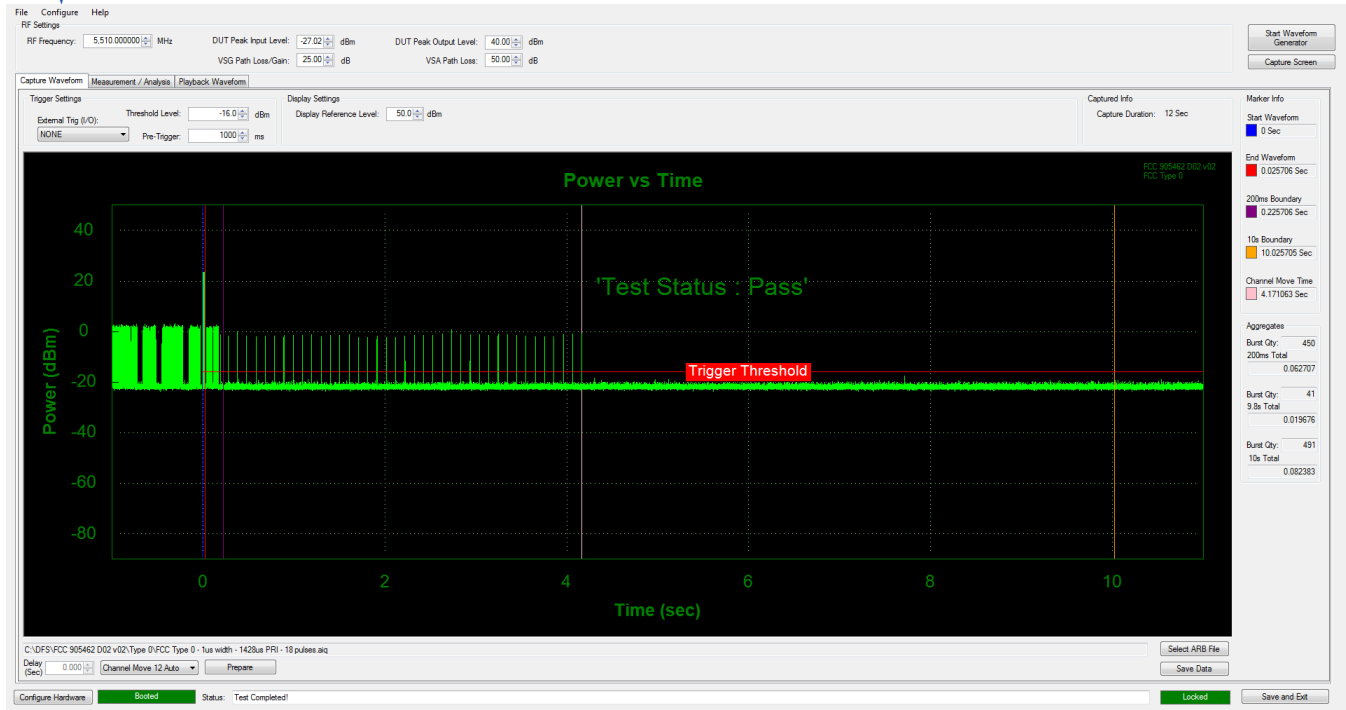 File Configure Help
RF Settings
RF Frequency: 5,510.000000 MHz DUT Peak Input Level: -27.02 dBm DUT Peak Output Level: 40.00 dBm
VSG Path Loss/Gain: 25.00 dB VSA Path Loss: 50.00 dB
Start Waveform Generator
Capture Screen
Capture Waveform Measurement / Analysis Playback Waveform
Trigger Settings
External Trig (I/O):
NONE
Threshold Level: -16.0 dBm
Pre-Trigger: 1000 ms
Display Settings
Display Reference Level: 50.0 dBm
Captured Info
Capture Duration: 12 Sec
Power vs Time
FCC 905462 D02 v02
FCC Type 0
'Test Status : Pass'
Trigger Threshold
Power (dBm)
40
20
0
-20
-40
-60
-80
0 2 4 6 8 10
Time (sec)
Marker Info
Start Waveform
0 Sec
End Waveform
0.025706 Sec
200ms Boundary
0.225706 Sec
10s Boundary
10.025705 Sec
Channel Move Time
4.171063 Sec
Aggregates
Burst Qty: 450
200ms Total
0.062707
Burst Qty: 41
9.8s Total
0.019676
Burst Qty: 491
10s Total
0.082383
C:\DFS\FCC 905462 D02 v02\Type 0\FCC Type 0 - 1us width - 1428us PRI - 18 pulses.aiq
Select ARB File
Delay (Sec) 0.000 Channel Move 12 Auto Prepare
Save Data
Configure Hardware Booted Status: Test Completed! Locked Save and Exit